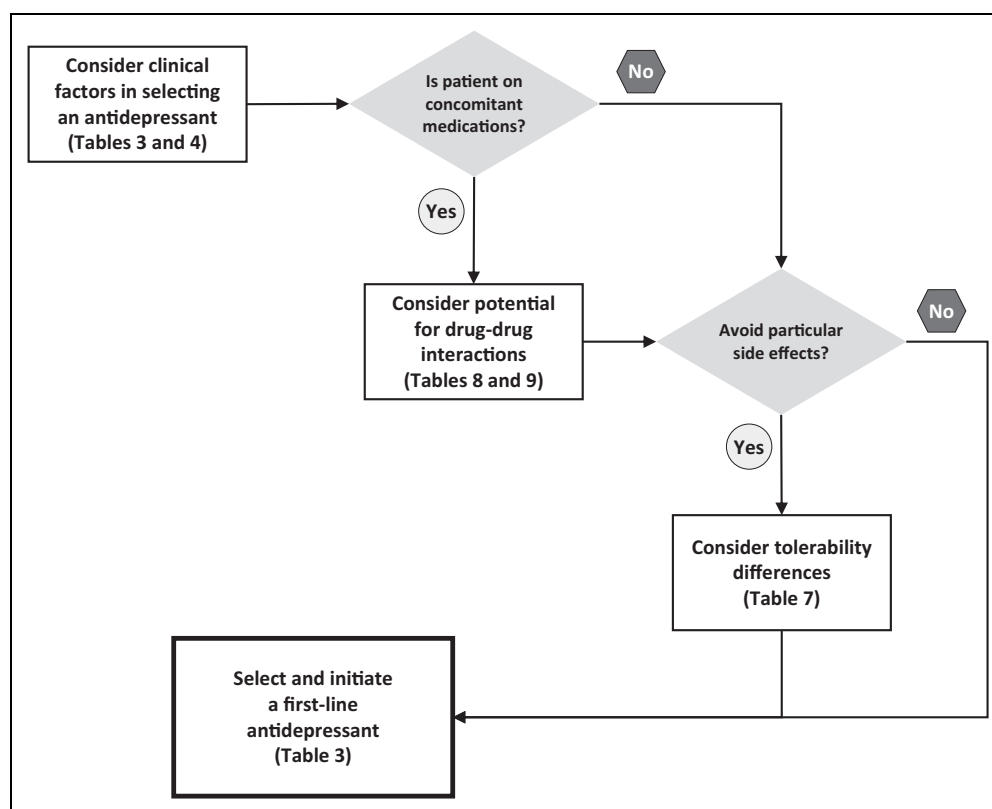 Consider clinical
factors in selecting
an antidepressant
(Tables 3 and 4)
Is patient on
concomitant
medications?
No
Yes
Consider potential
for drug-drug
interactions
(Tables 8 and 9)
Avoid particular
side effects?
No
Yes
Consider tolerability
differences
(Table 7)
Select and initiate
a first-line
antidepressant
(Table 3)